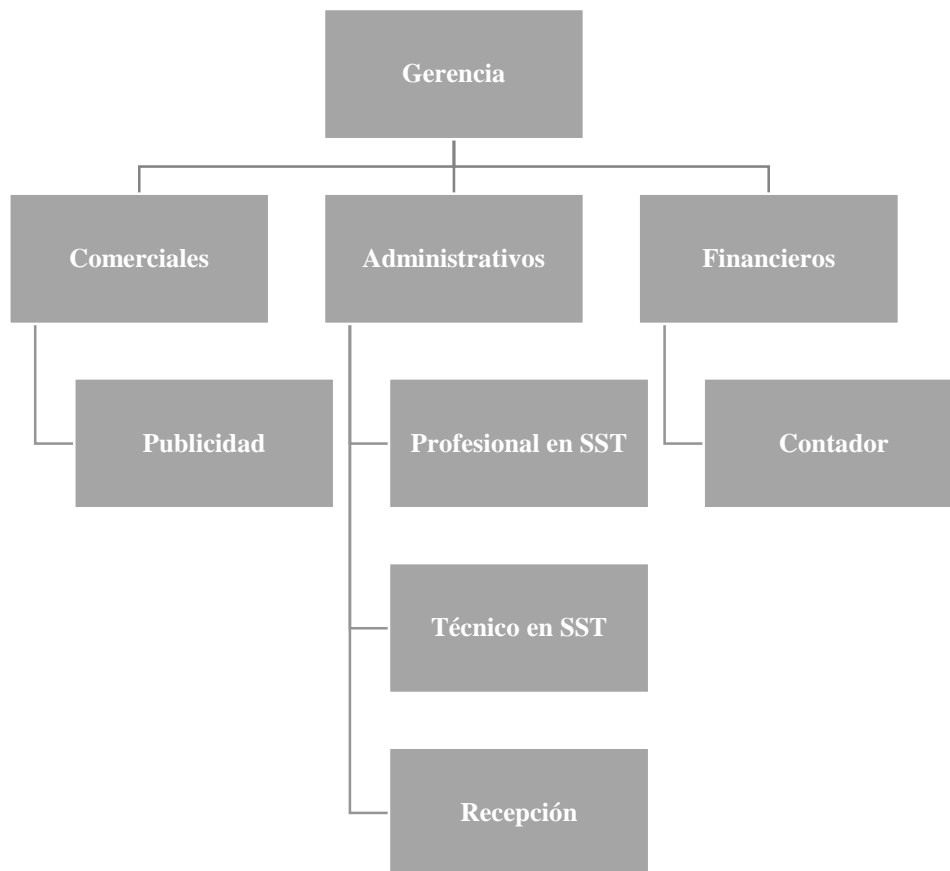 Gerencia
Comerciales
Administrativos
Financieros
Publicidad
Profesional en SST
Contador
Técnico en SST
Recepción